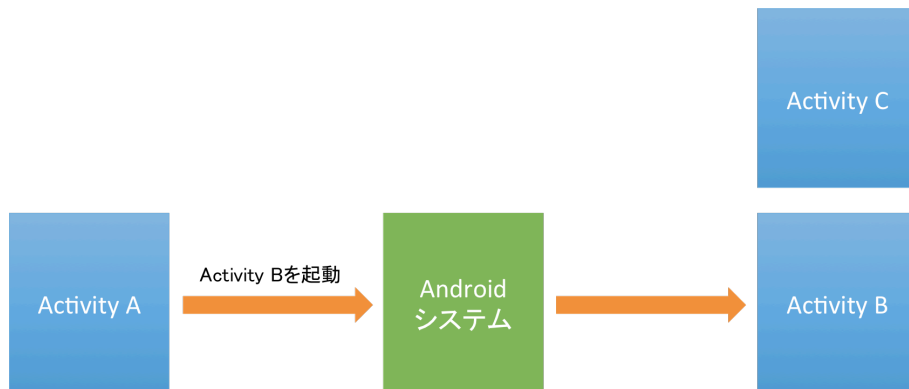 Activity C
Activity A
Activity Bを起動
Android
システム
Activity B